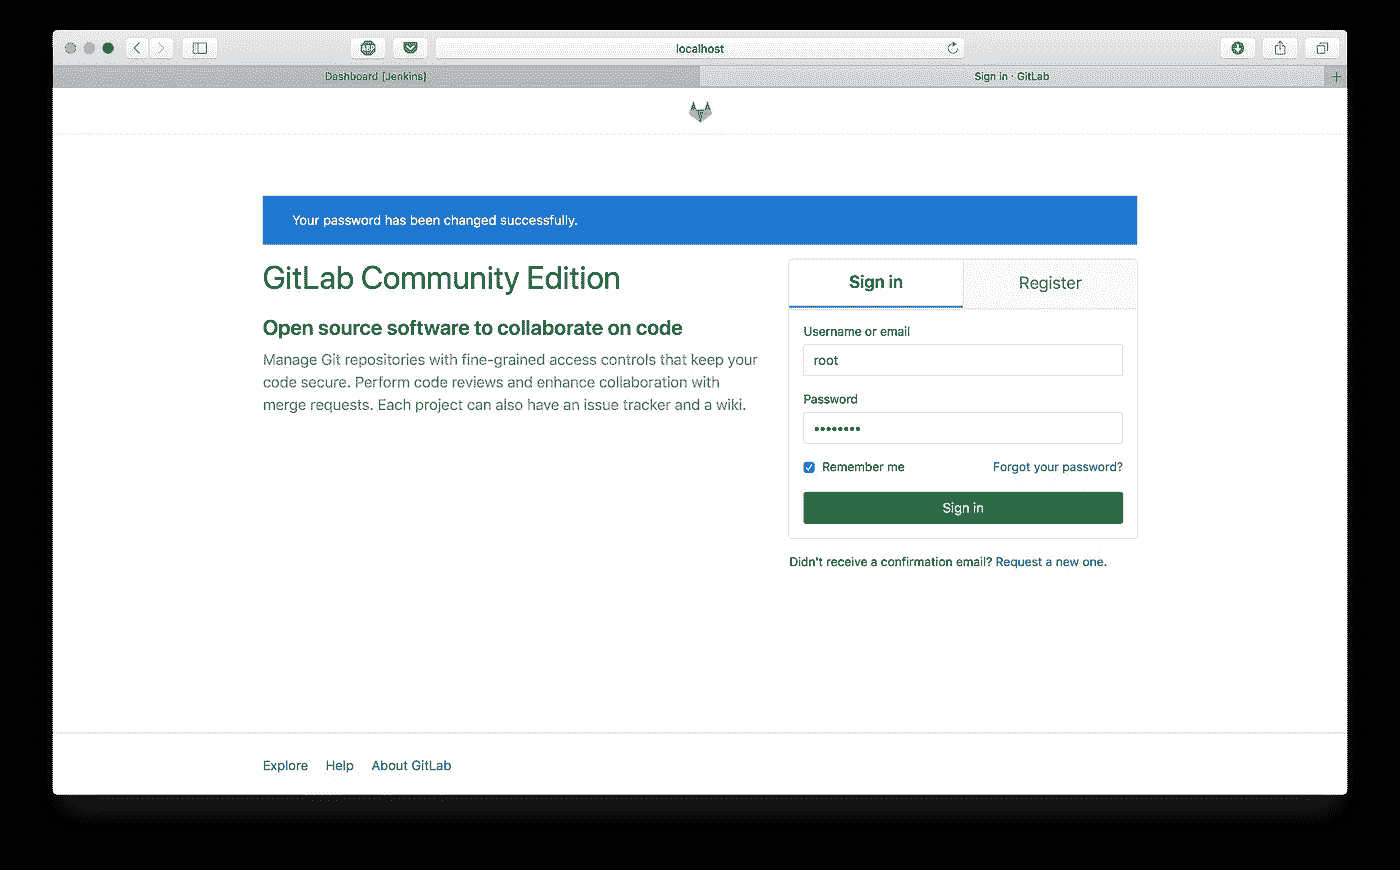 ABP
localhost
Dashboard [Jenkins]
Sign in · GitLab
Your password has been changed successfully.
GitLab Community Edition
Open source software to collaborate on code
Manage Git repositories with fine-grained access controls that keep your
code secure. Perform code reviews and enhance collaboration with
merge requests. Each project can also have an issue tracker and a wiki.
Sign in
Register
Username or email
root
Password
••••••••
Remember me
Forgot your password?
Sign in
Didn't receive a confirmation email? Request a new one.
Explore
Help
About GitLab